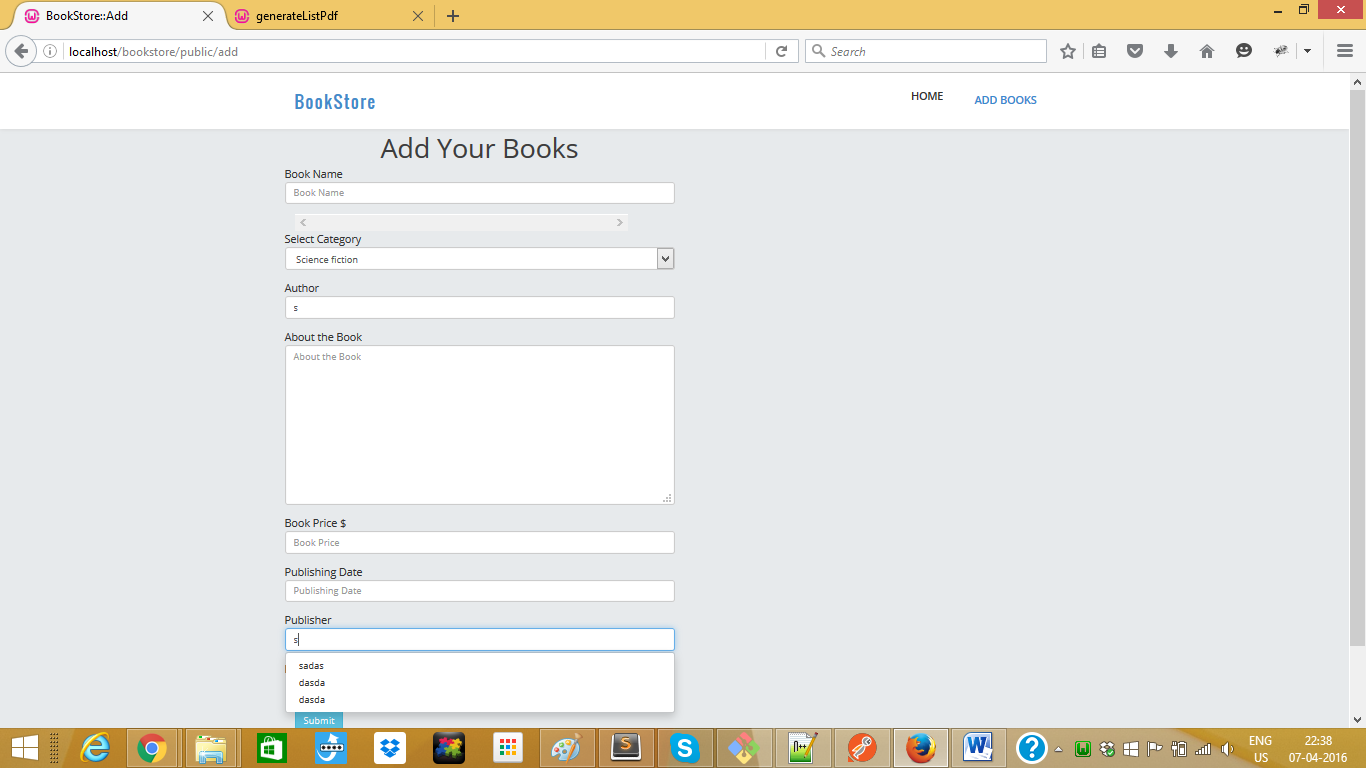 BookStore::Add
generateListPdf
localhost/bookstore/public/add
Search
BookStore
HOME
ADD BOOKS
Add Your Books
Book Name
Book Name
Select Category
Science fiction
Author
s
About the Book
About the Book
Book Price $
Book Price
Publishing Date
Publishing Date
Publisher
s
sadas
dasda
dasda
Submit
ENG
US
22:38
07-04-2016